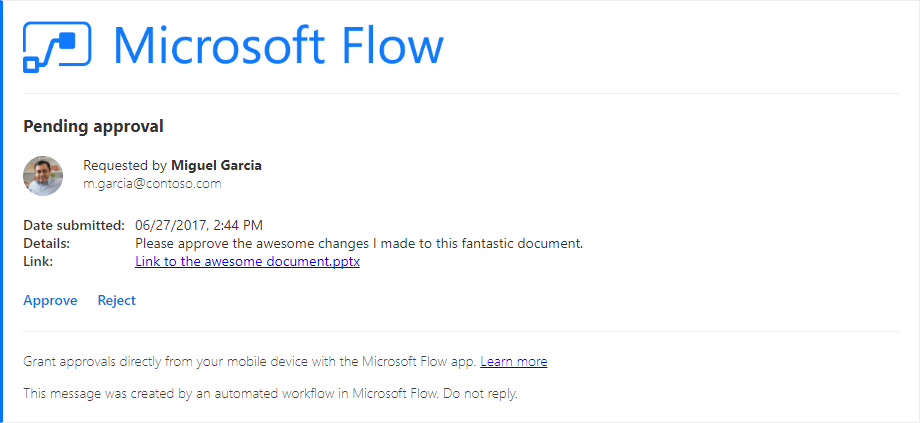 Microsoft Flow
Pending approval
Requested by Miguel Garcia
m.garcia@contoso.com
Date submitted: 06/27/2017, 2:44 PM
Details: Please approve the awesome changes I made to this fantastic document.
Link: Link to the awesome document.pptx
Approve Reject
Grant approvals directly from your mobile device with the Microsoft Flow app. Learn more
This message was created by an automated workflow in Microsoft Flow. Do not reply.